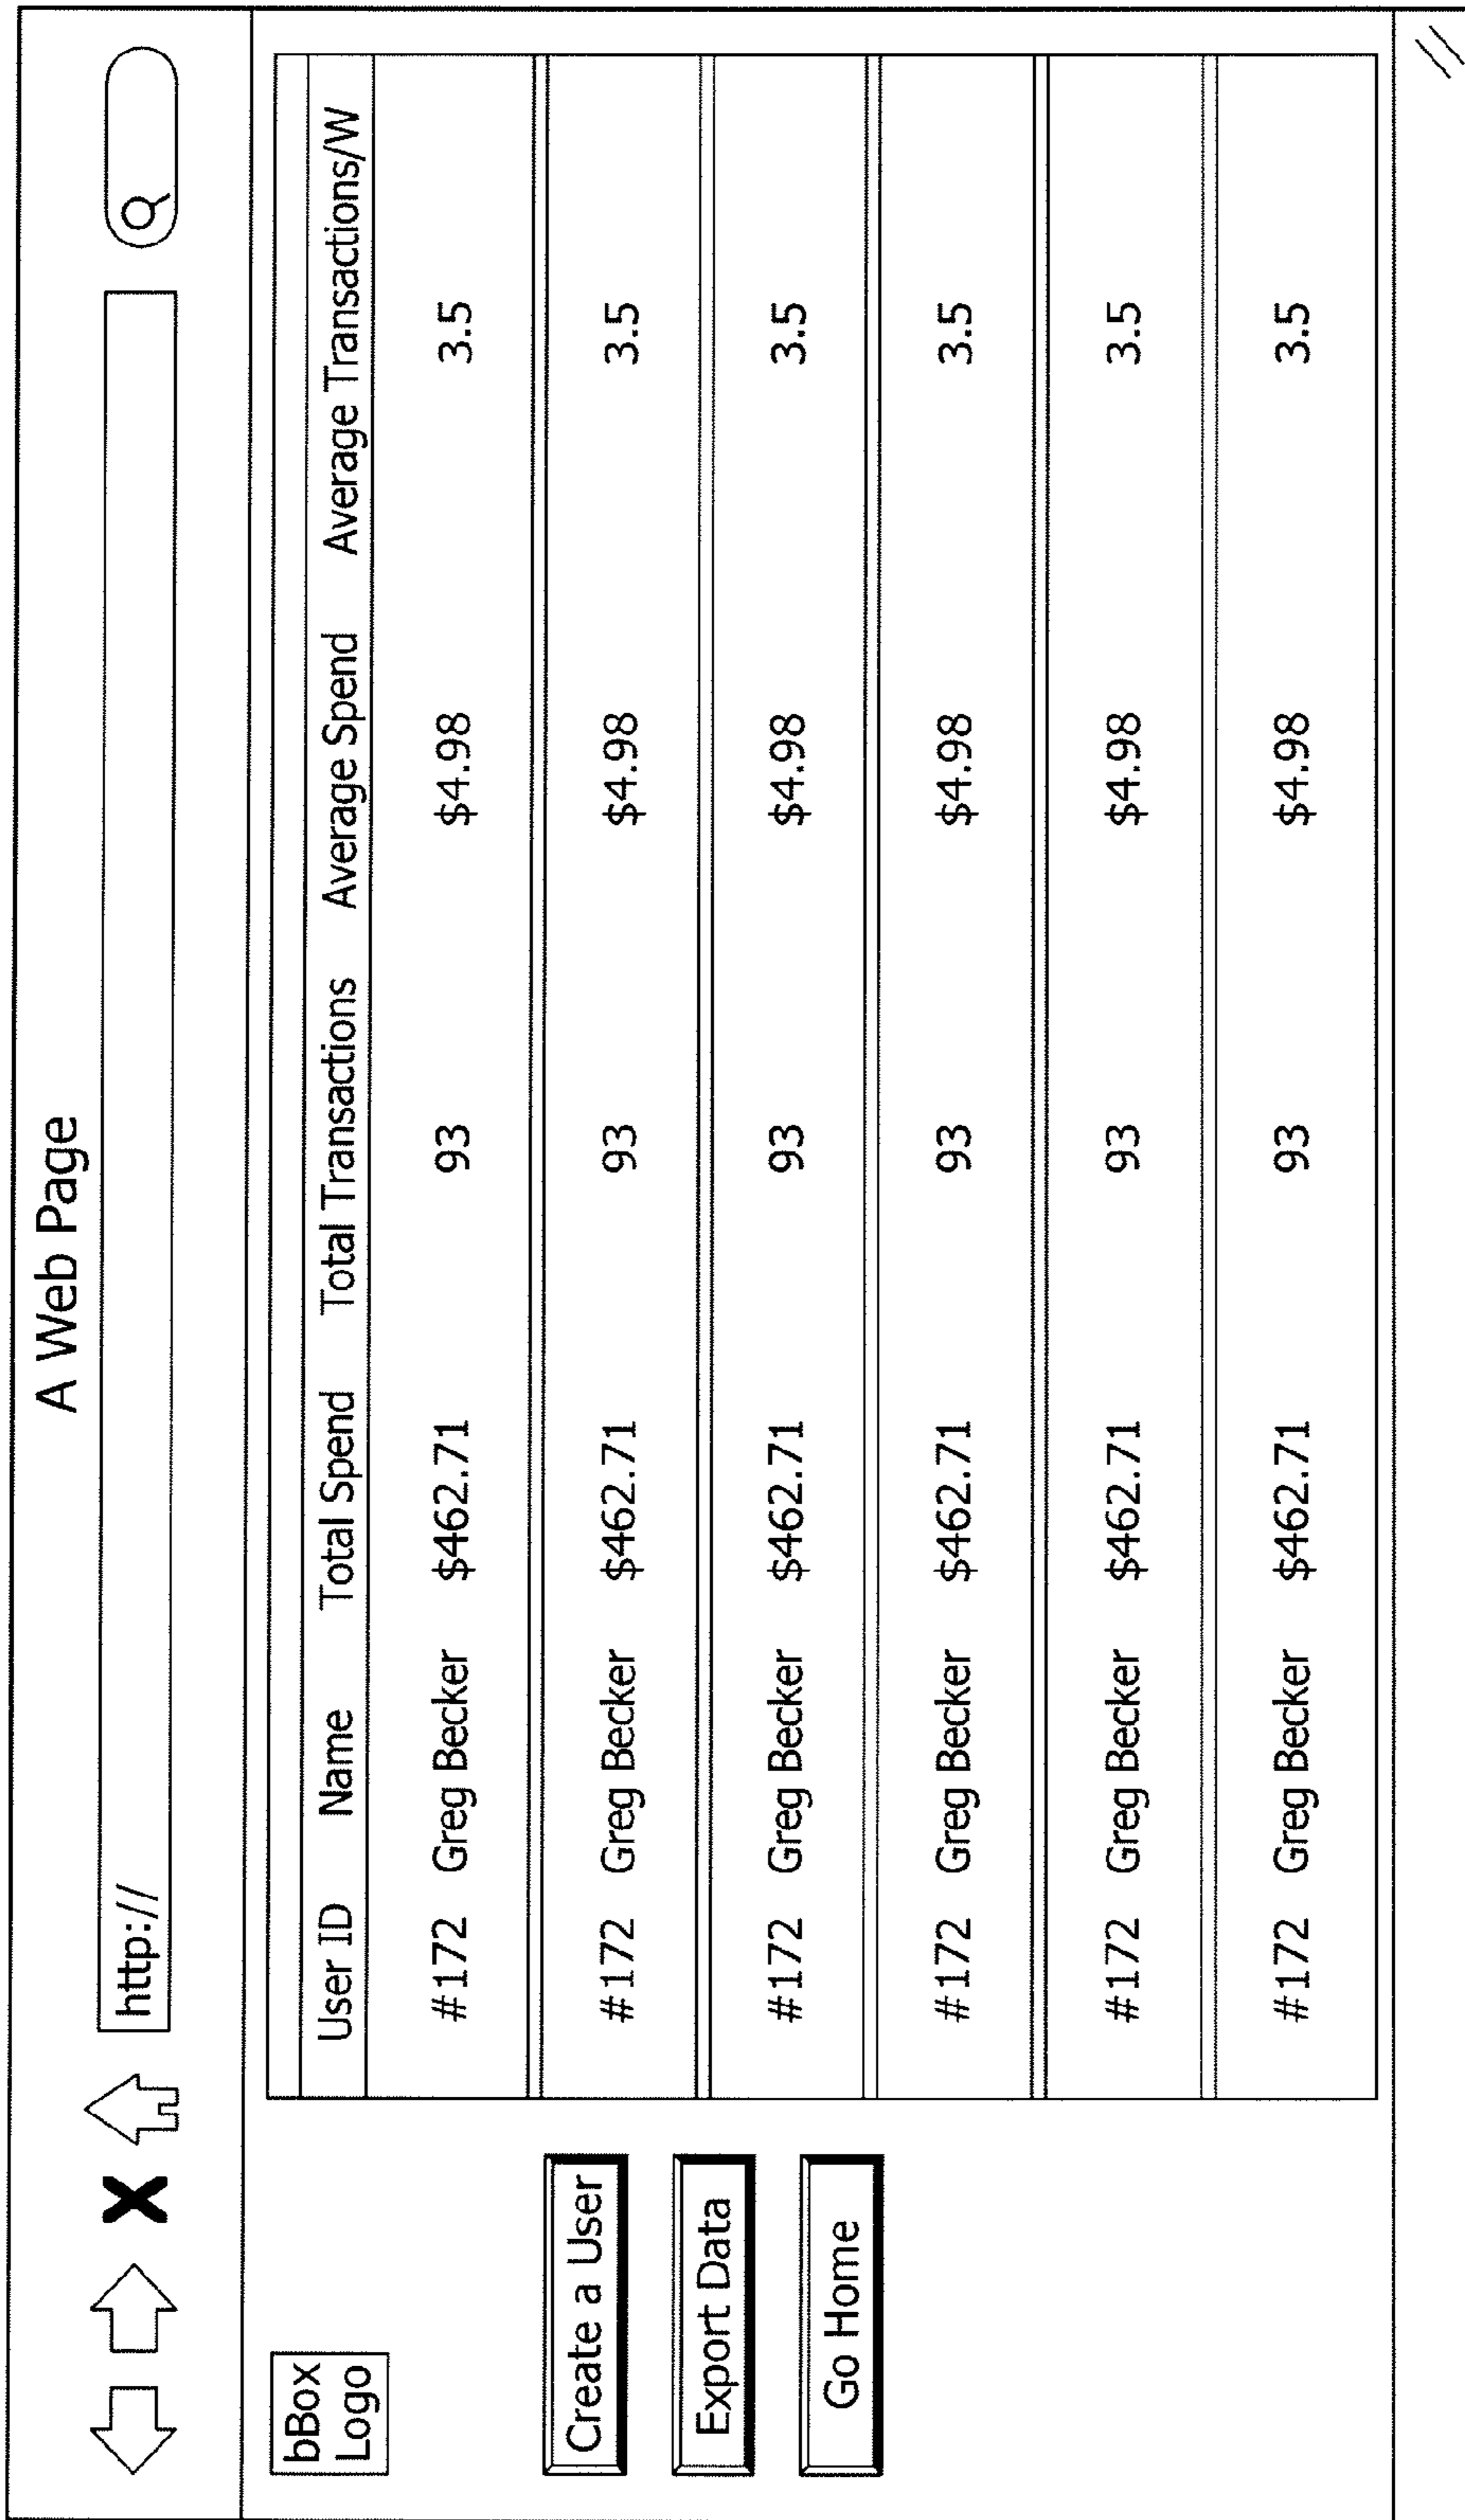 A Web Page
http://
bBox
Logo
Create a User
Export Data
Go Home
User ID Name Total Spend Total Transactions Average Spend Average Transactions/W
#172 Greg Becker $462.71 93 $4.98 3.5
#172 Greg Becker $462.71 93 $4.98 3.5
#172 Greg Becker $462.71 93 $4.98 3.5
#172 Greg Becker $462.71 93 $4.98 3.5
#172 Greg Becker $462.71 93 $4.98 3.5
#172 Greg Becker $462.71 93 $4.98 3.5